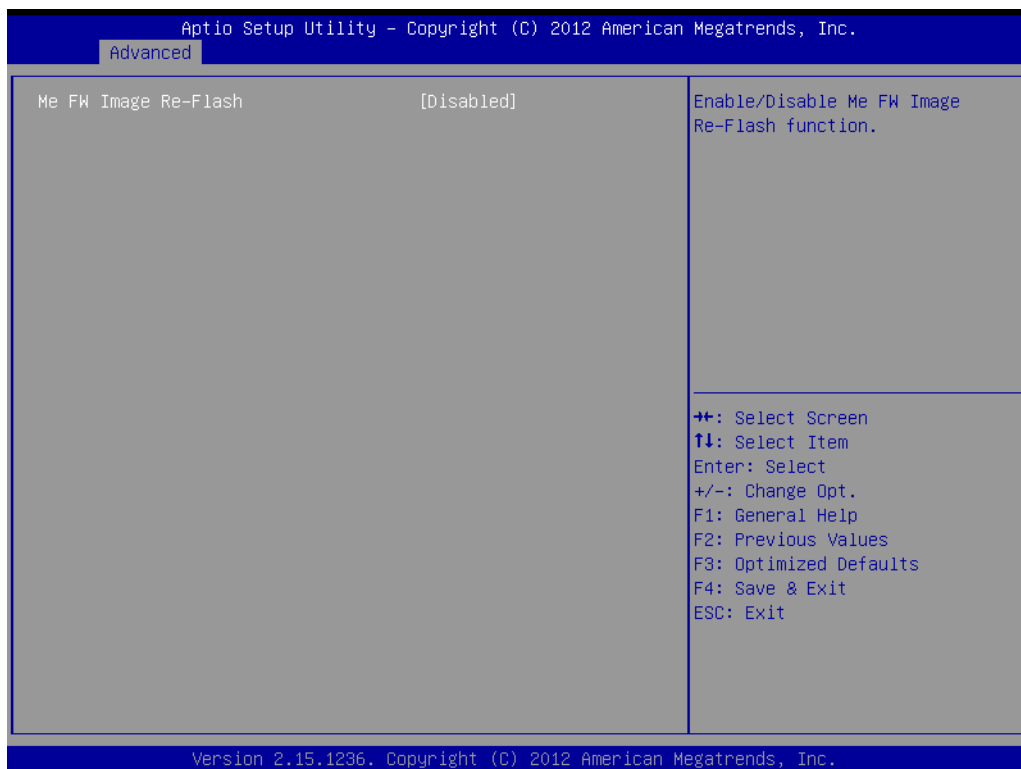 Aptio Setup Utility – Copyright (C) 2012 American Megatrends, Inc.
Advanced
Me FW Image Re-Flash [Disabled]
Enable/Disable Me FW Image
Re-Flash function.
→←: Select Screen
↑↓: Select Item
Enter: Select
+/-: Change Opt.
F1: General Help
F2: Previous Values
F3: Optimized Defaults
F4: Save & Exit
ESC: Exit
Version 2.15.1236. Copyright (C) 2012 American Megatrends, Inc.